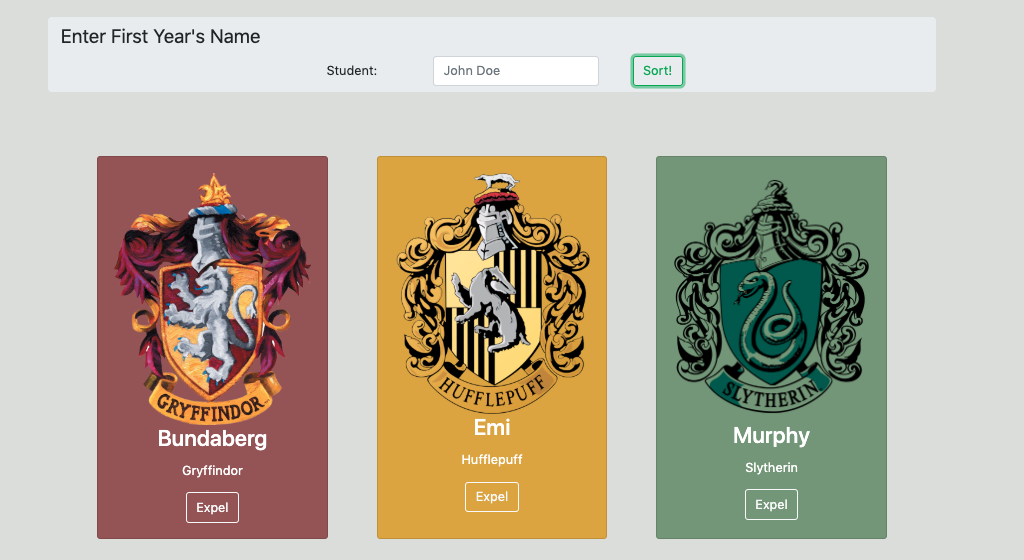 Enter First Year's Name
Student:
John Doe
Sort!
GRYFFINDOR
Bundaberg
Gryffindor
Expel
HUFFLEPUFF
Emi
Hufflepuff
Expel
SLYTHERIN
Murphy
Slytherin
Expel